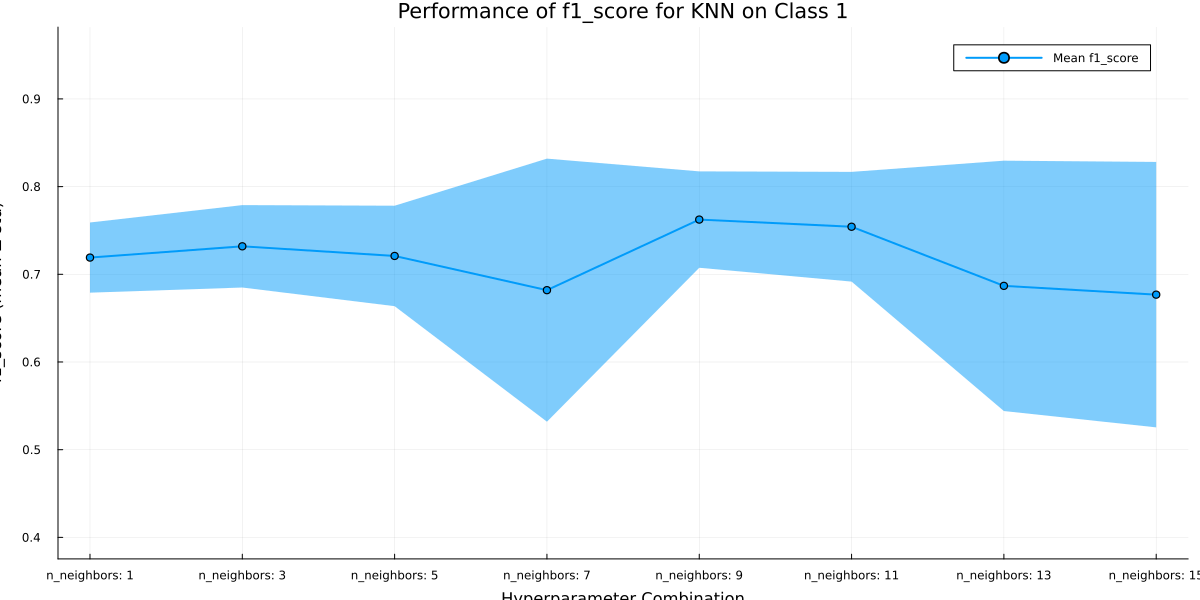 Performance of f1_score for KNN on Class 1
Mean f1_score
0.9
0.8
0.7
0.6
0.5
0.4
n_neighbors: 1
n_neighbors: 3
n_neighbors: 5
n_neighbors: 7
n_neighbors: 9
n_neighbors: 11
n_neighbors: 13
n_neighbors: 15
Hyperparameter Combination